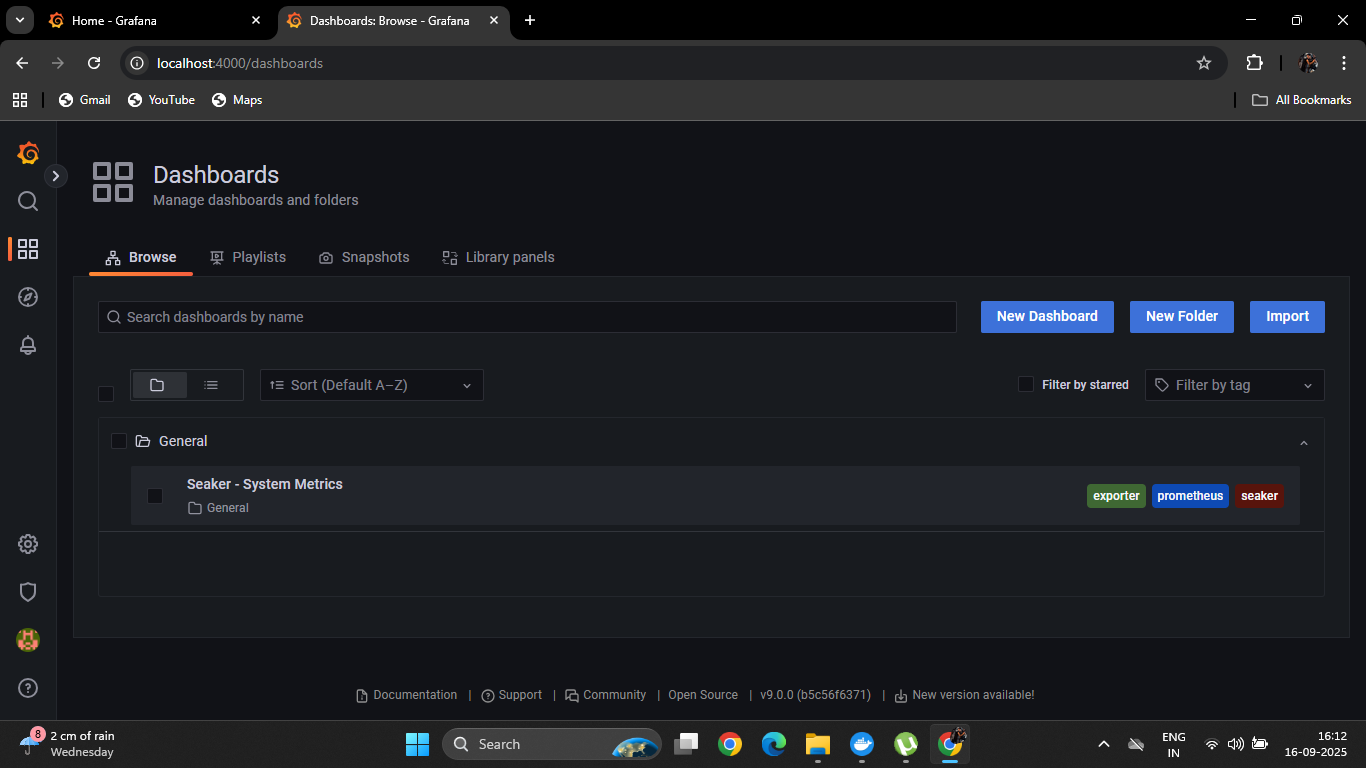 Home - Grafana
Dashboards: Browse - Grafana
localhost:4000/dashboards
Gmail
YouTube
Maps
All Bookmarks
Dashboards
Manage dashboards and folders
Browse
Playlists
Snapshots
Library panels
Search dashboards by name
New Dashboard
New Folder
Import
Sort (Default A–Z)
Filter by starred
Filter by tag
General
Seaker - System Metrics
General
exporter
prometheus
seaker
Documentation | Support | Community | Open Source | v9.0.0 (b5c56f6371) | New version available!
8
2 cm of rain
Wednesday
Search
ENG
IN
16:12
16-09-2025